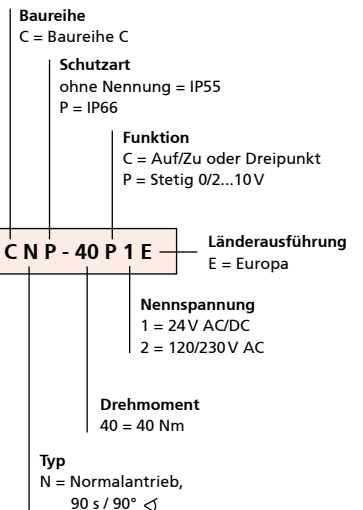 Baureihe
C = Baureihe C
Schutzart
ohne Nennung = IP55
P = IP66
Funktion
C = Auf/Zu oder Dreipunkt
P = Stetig 0/2...10 V
C N P - 40 P 1 E
Länderausführung
E = Europa
Nennspannung
1 = 24 V AC/DC
2 = 120/230 V AC
Drehmoment
40 = 40 Nm
Typ
N = Normalantrieb,
90 s / 90° ∢